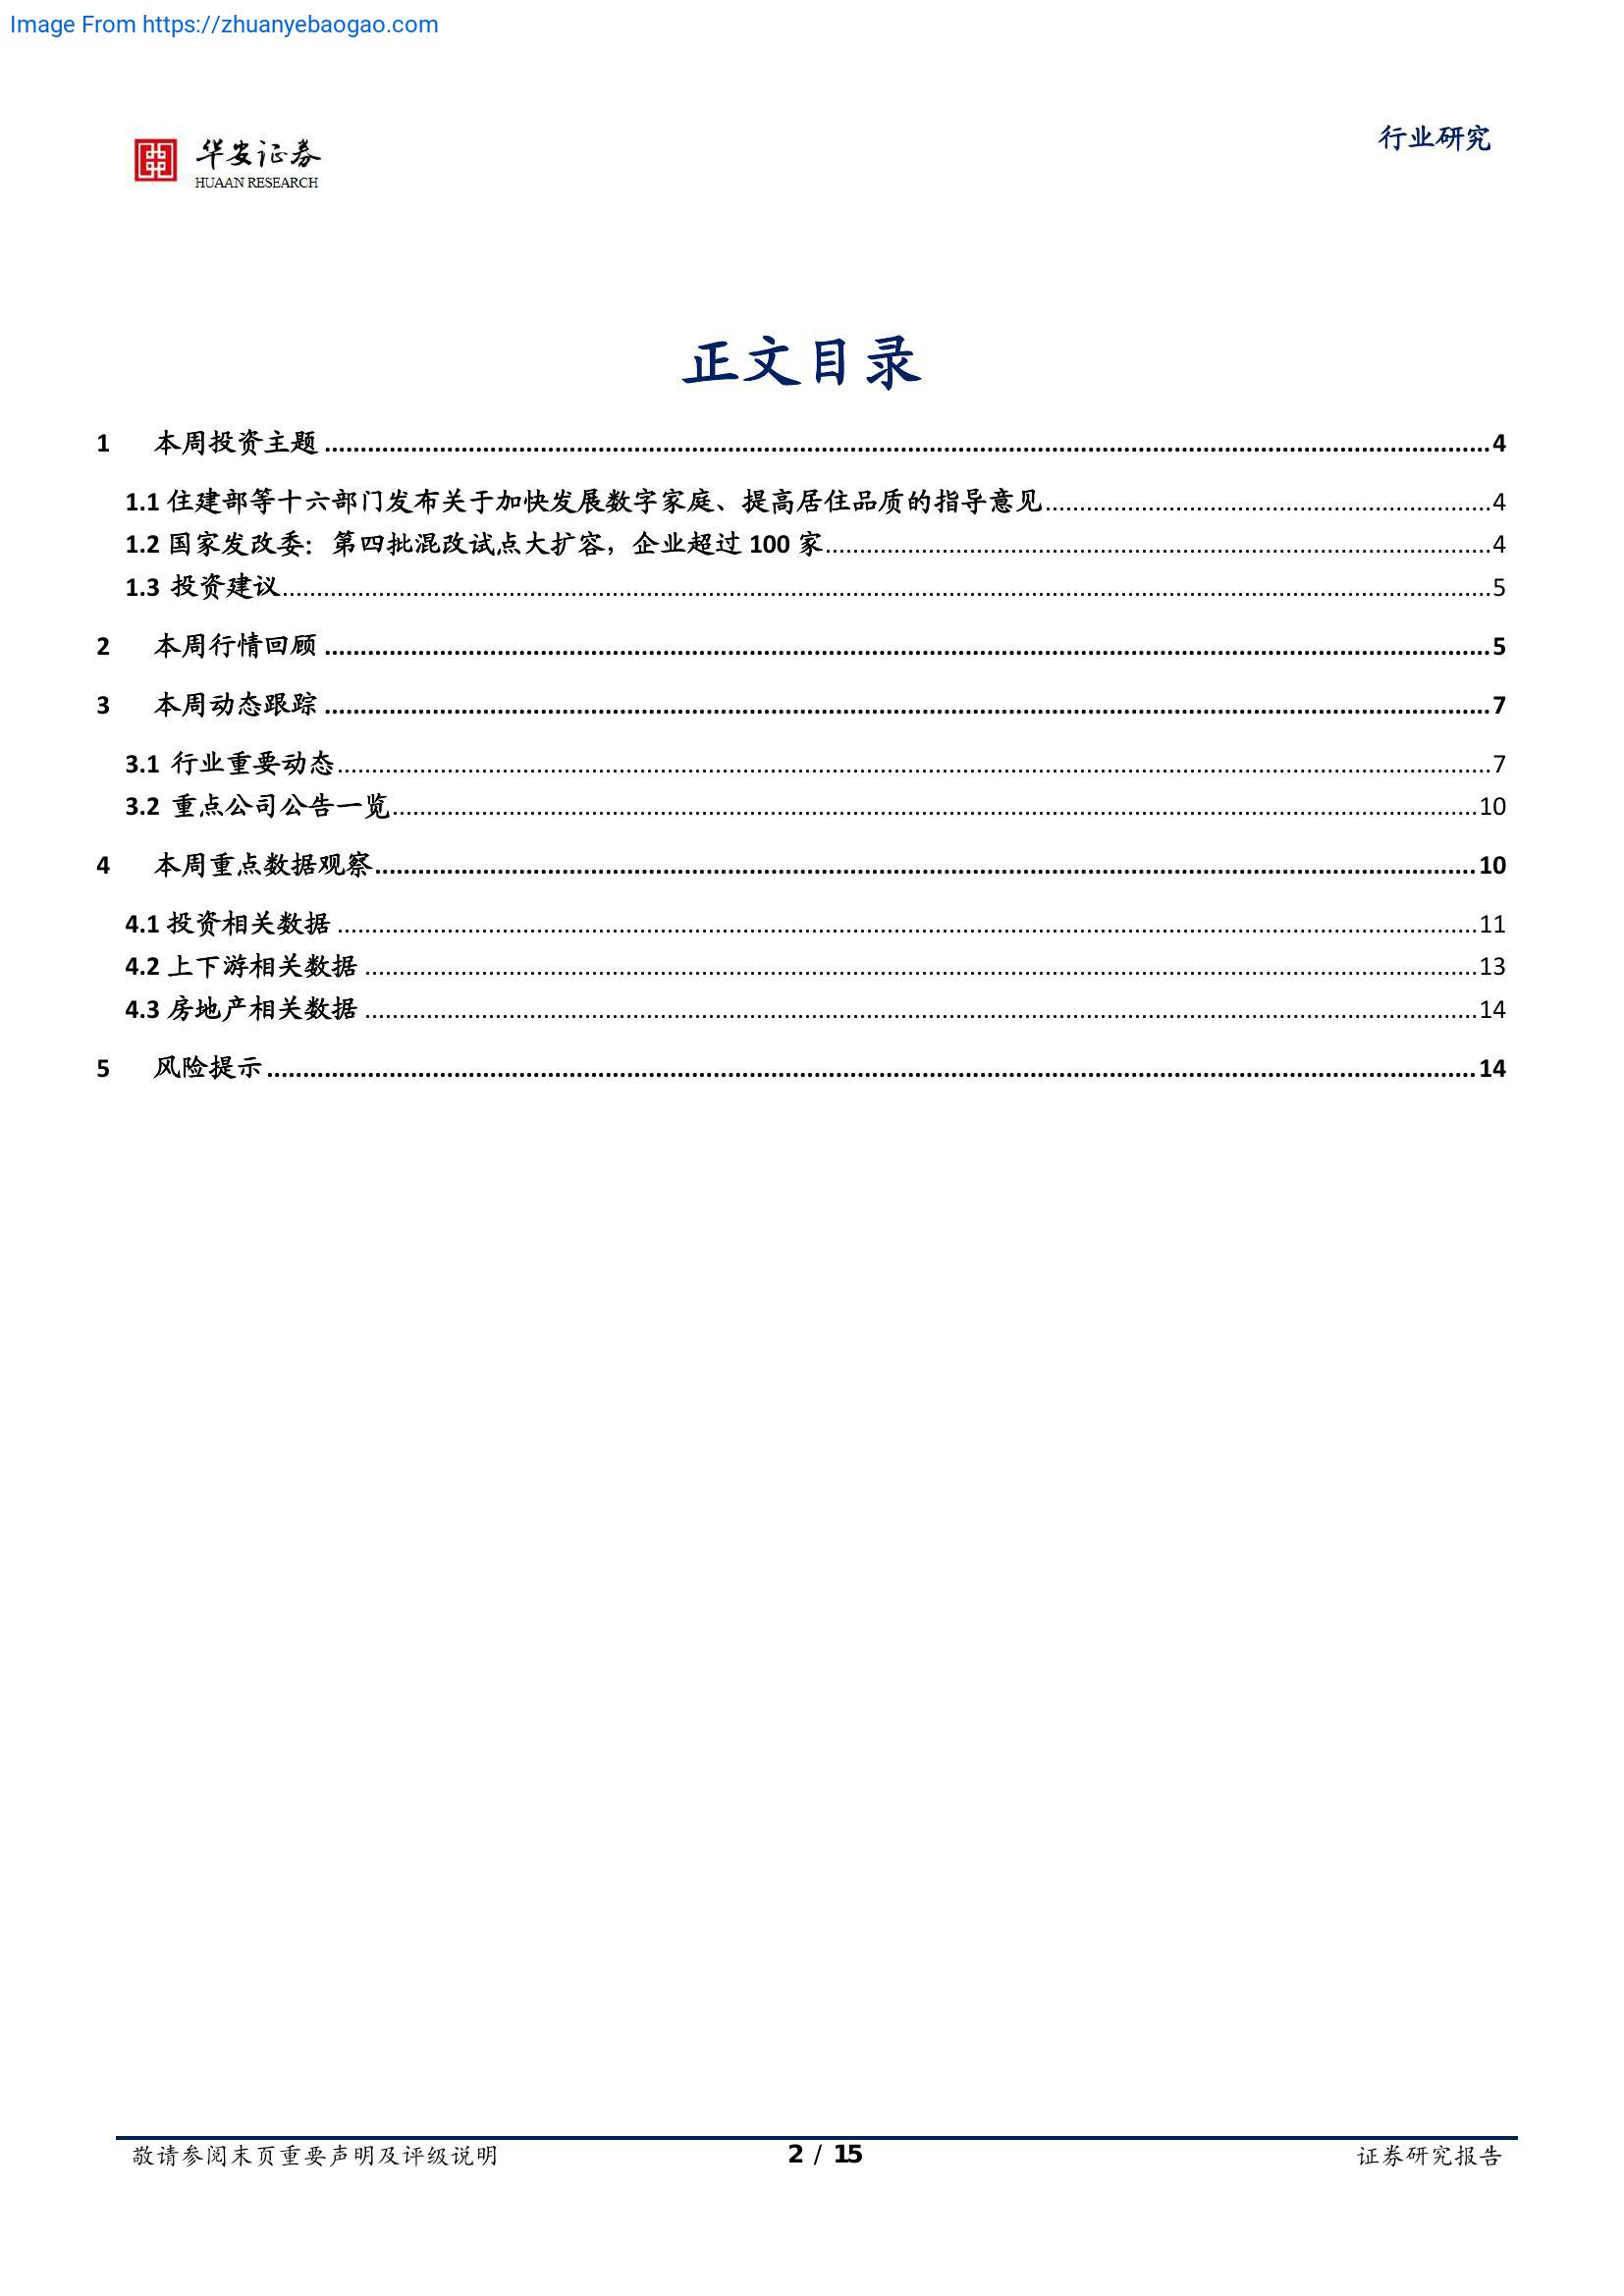 Image From https://zhuanyebaogao.com
行业研究
华安证券
HUAAN RESEARCH
正文目录
1 本周投资主题 ........ 4
1.1 住建部等十六部门发布关于加快发展数字家庭、提高居住品质的指导意见 ........ 4
1.2 国家发改委：第四批混改试点大扩容，企业超过 100 家 ........ 4
1.3 投资建议 ........ 5
2 本周行情回顾 ........ 5
3 本周动态跟踪 ........ 7
3.1 行业重要动态 ........ 7
3.2 重点公司公告一览 ........ 10
4 本周重点数据观察 ........ 10
4.1 投资相关数据 ........ 11
4.2 上下游相关数据 ........ 13
4.3 房地产相关数据 ........ 14
5 风险提示 ........ 14
敬请参阅末页重要声明及评级说明 2 / 15 证券研究报告